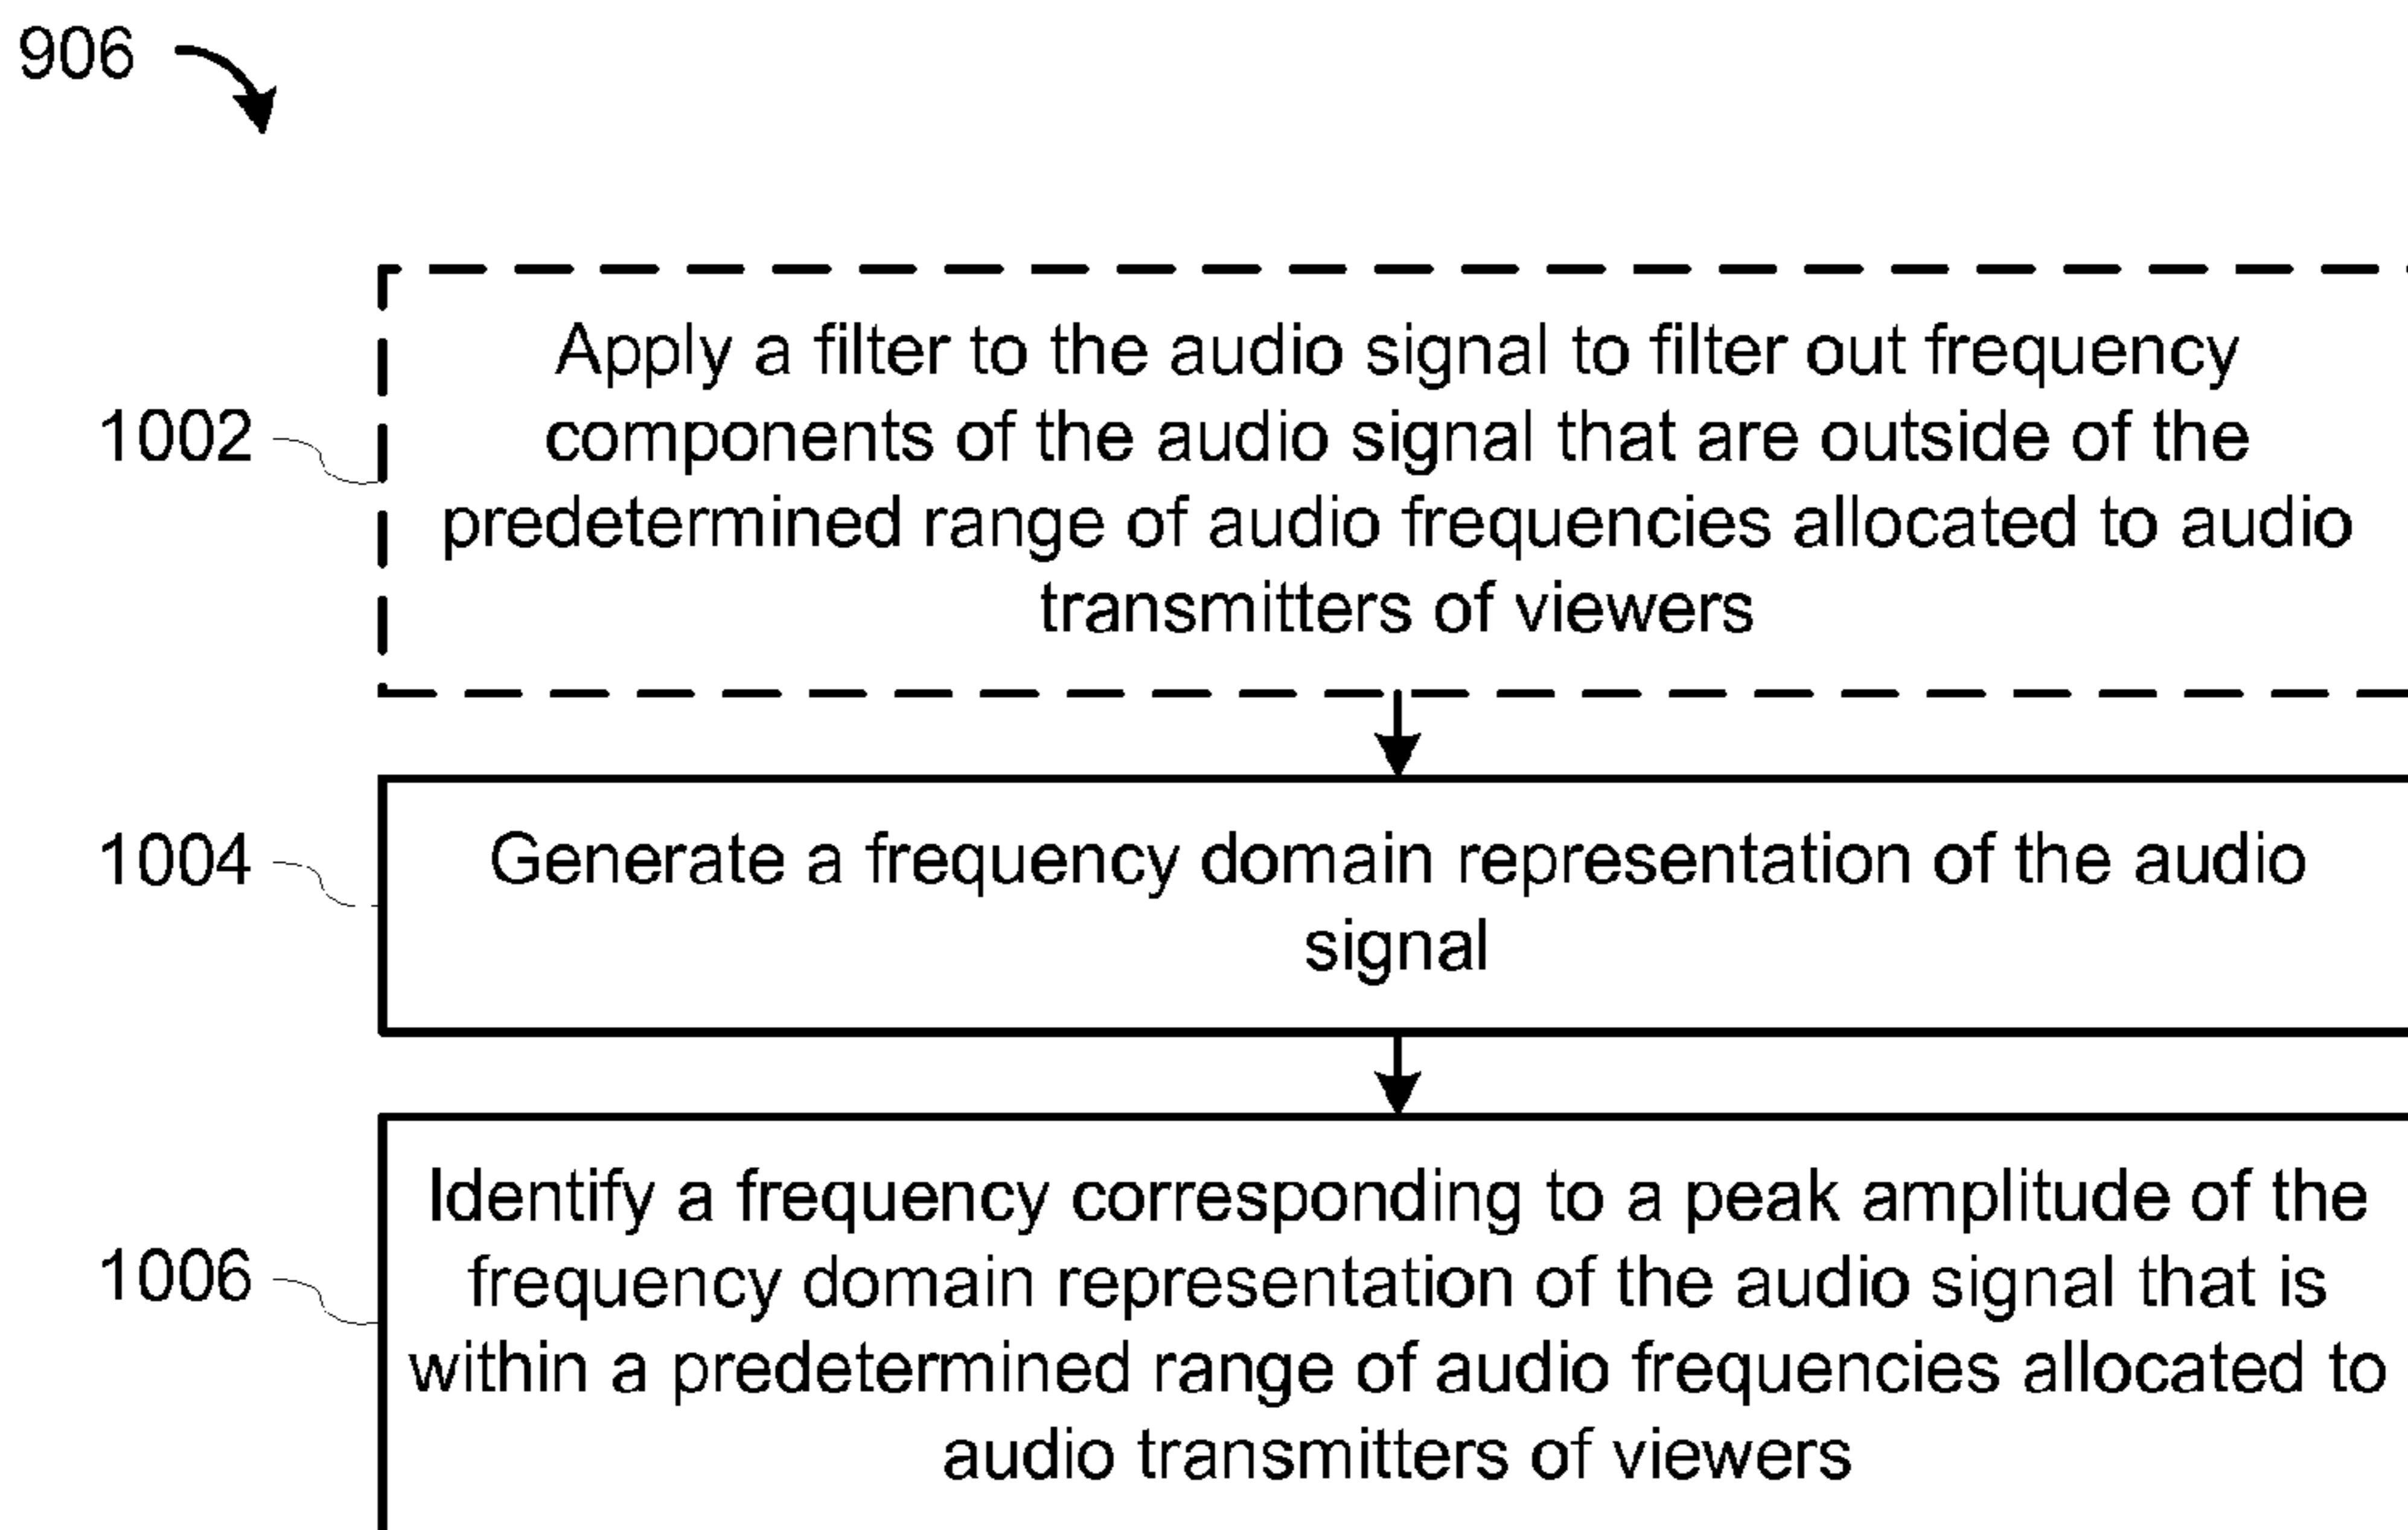 906
Apply a filter to the audio signal to filter out frequency
1002 components of the audio signal that are outside of the
predetermined range of audio frequencies allocated to audio
transmitters of viewers
1004 Generate a frequency domain representation of the audio
signal
Identify a frequency corresponding to a peak amplitude of the
1006 frequency domain representation of the audio signal that is
within a predetermined range of audio frequencies allocated to
audio transmitters of viewers